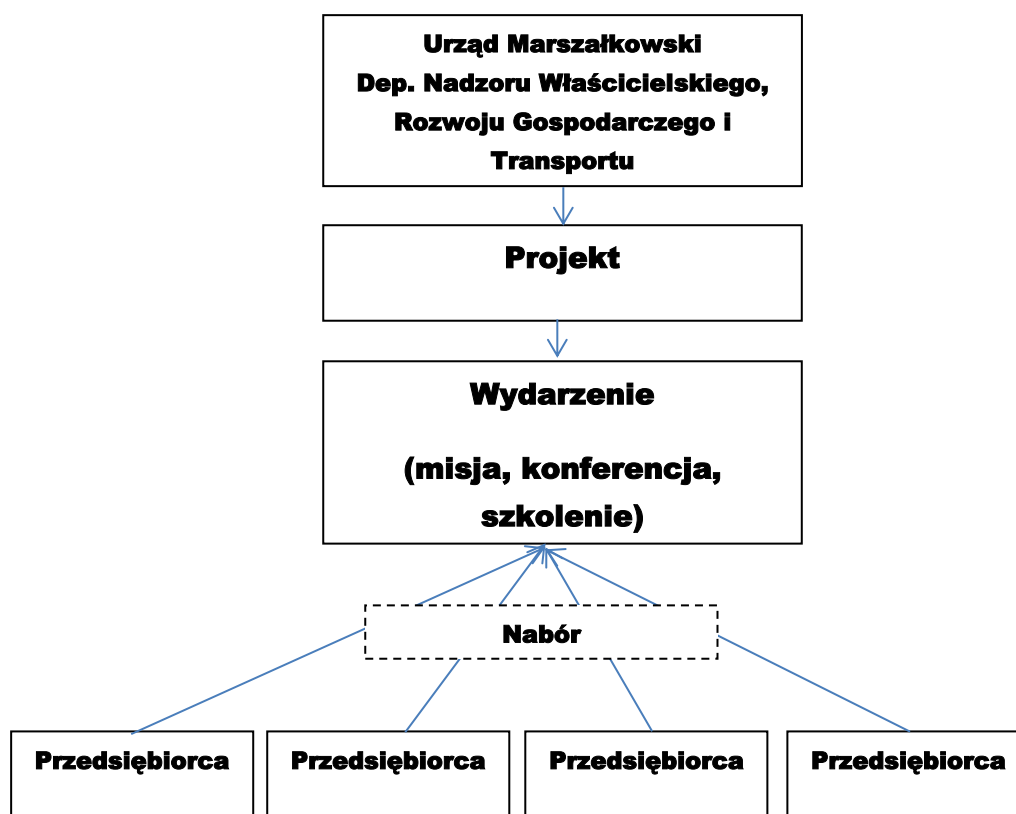 Urząd Marszałkowski
Dep. Nadzoru Właścicielskiego,
Rozwoju Gospodarczego i
Transportu
Projekt
Wydarzenie
(misja, konferencja,
szkolenie)
Nabór
Przedsiębiorca
Przedsiębiorca
Przedsiębiorca
Przedsiębiorca